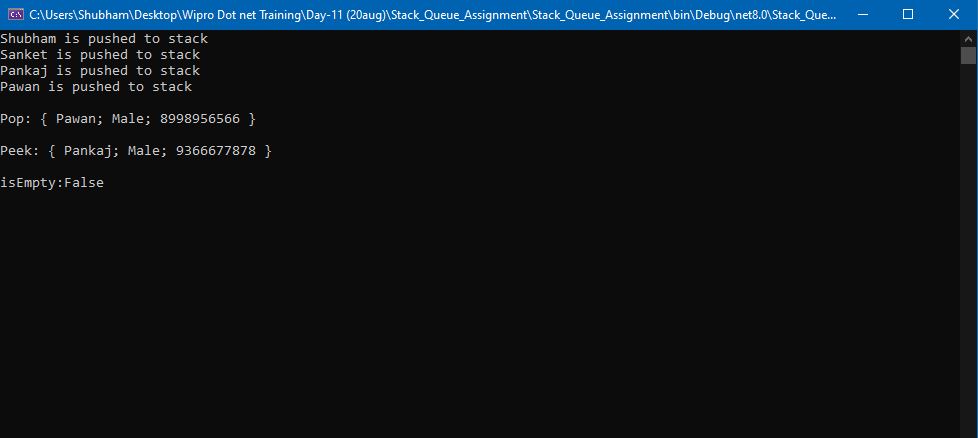 C:\Users\Shubham\Desktop\Wipro Dot net Training\Day-11 (20aug)\Stack_Queue_Assignment\Stack_Queue_Assignment\bin\Debug\net8.0\Stack_Que...
Shubham is pushed to stack
Sanket is pushed to stack
Pankaj is pushed to stack
Pawan is pushed to stack
Pop: { Pawan; Male; 8998956566 }
Peek: { Pankaj; Male; 9366677878 }
isEmpty:False